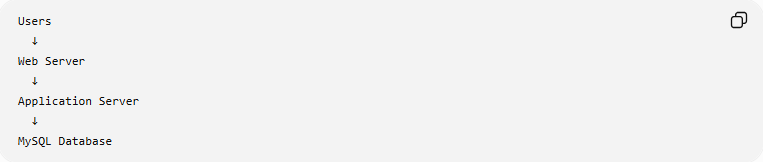 Users
↓
Web Server
↓
Application Server
↓
MySQL Database